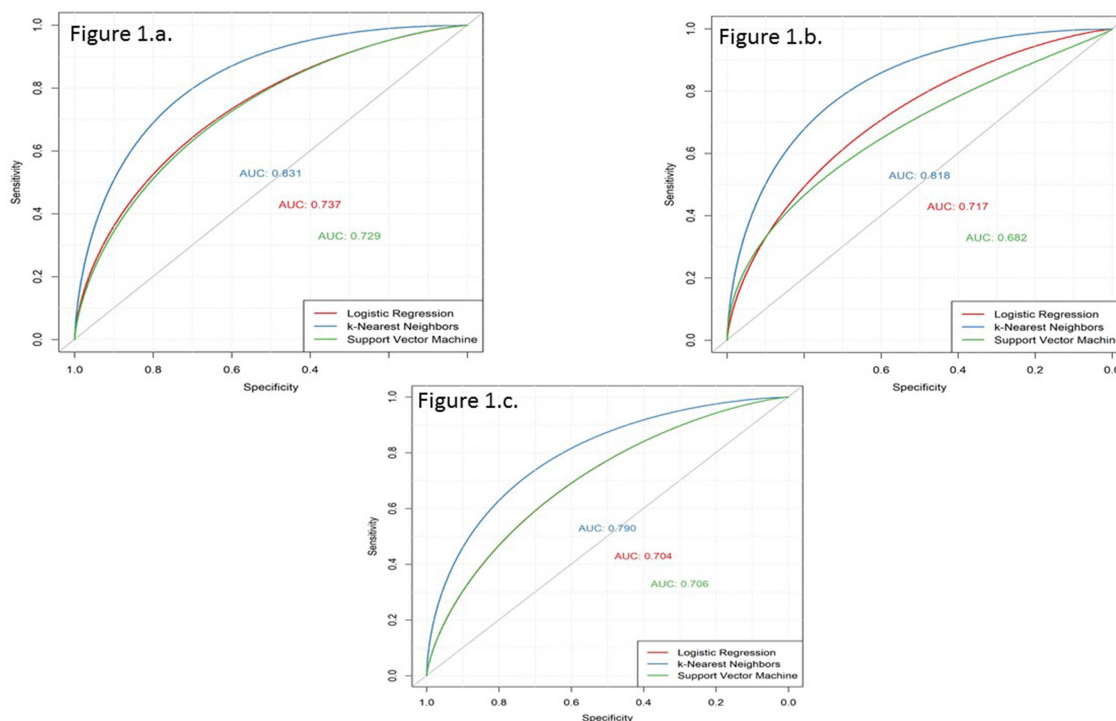 Figure 1.a.
1.0
0.8
0.6
0.4
0.2
0.0
Sensitivity
AUC: 0.831
AUC: 0.737
AUC: 0.729
Logistic Regression
k-Nearest Neighbors
Support Vector Machine
1.0 0.8 0.6 0.4
Specificity
Figure 1.b.
1.0
0.8
0.6
0.4
0.2
0.0
Sensitivity
AUC: 0.818
AUC: 0.717
AUC: 0.682
Logistic Regression
k-Nearest Neighbors
Support Vector Machine
0.6 0.4 0.2 0.0
Specificity
Figure 1.c.
1.0
0.8
0.6
0.4
0.2
0.0
Sensitivity
AUC: 0.790
AUC: 0.704
AUC: 0.706
Logistic Regression
k-Nearest Neighbors
Support Vector Machine
1.0 0.8 0.6 0.4 0.2 0.0
Specificity